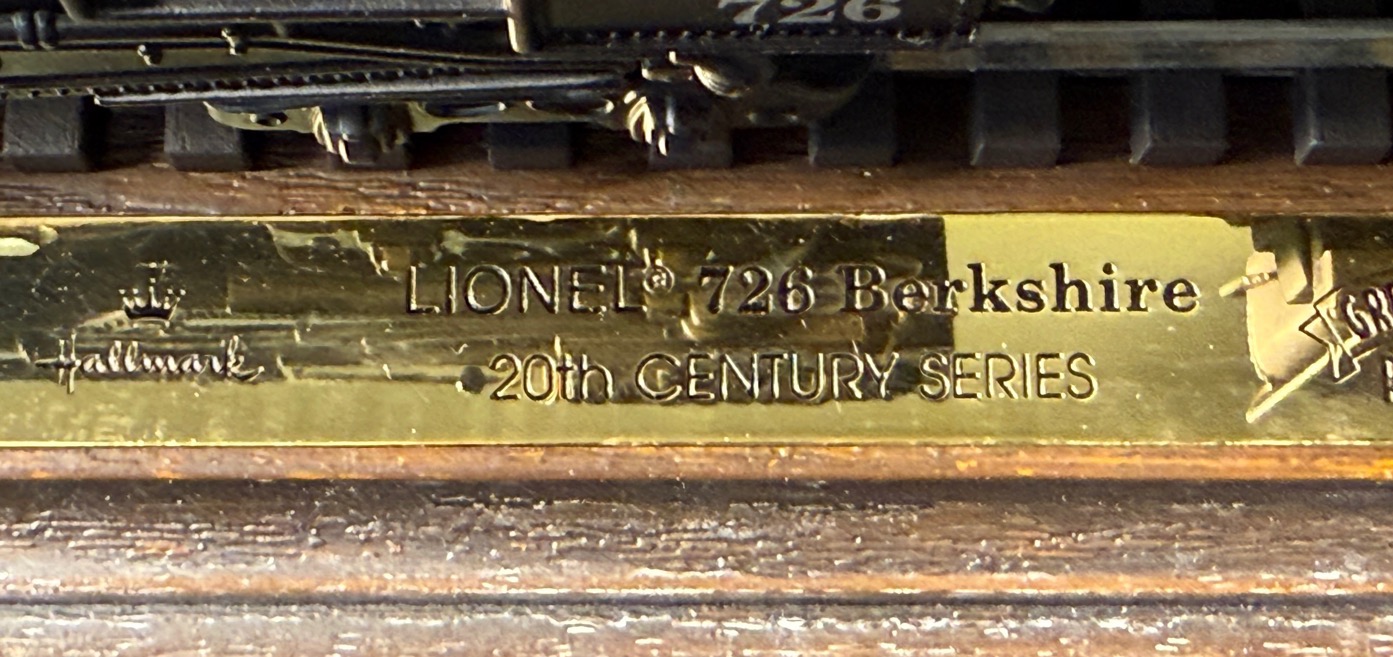 726
LIONEL® 726 Berkshire
Hallmark
20th CENTURY SERIES